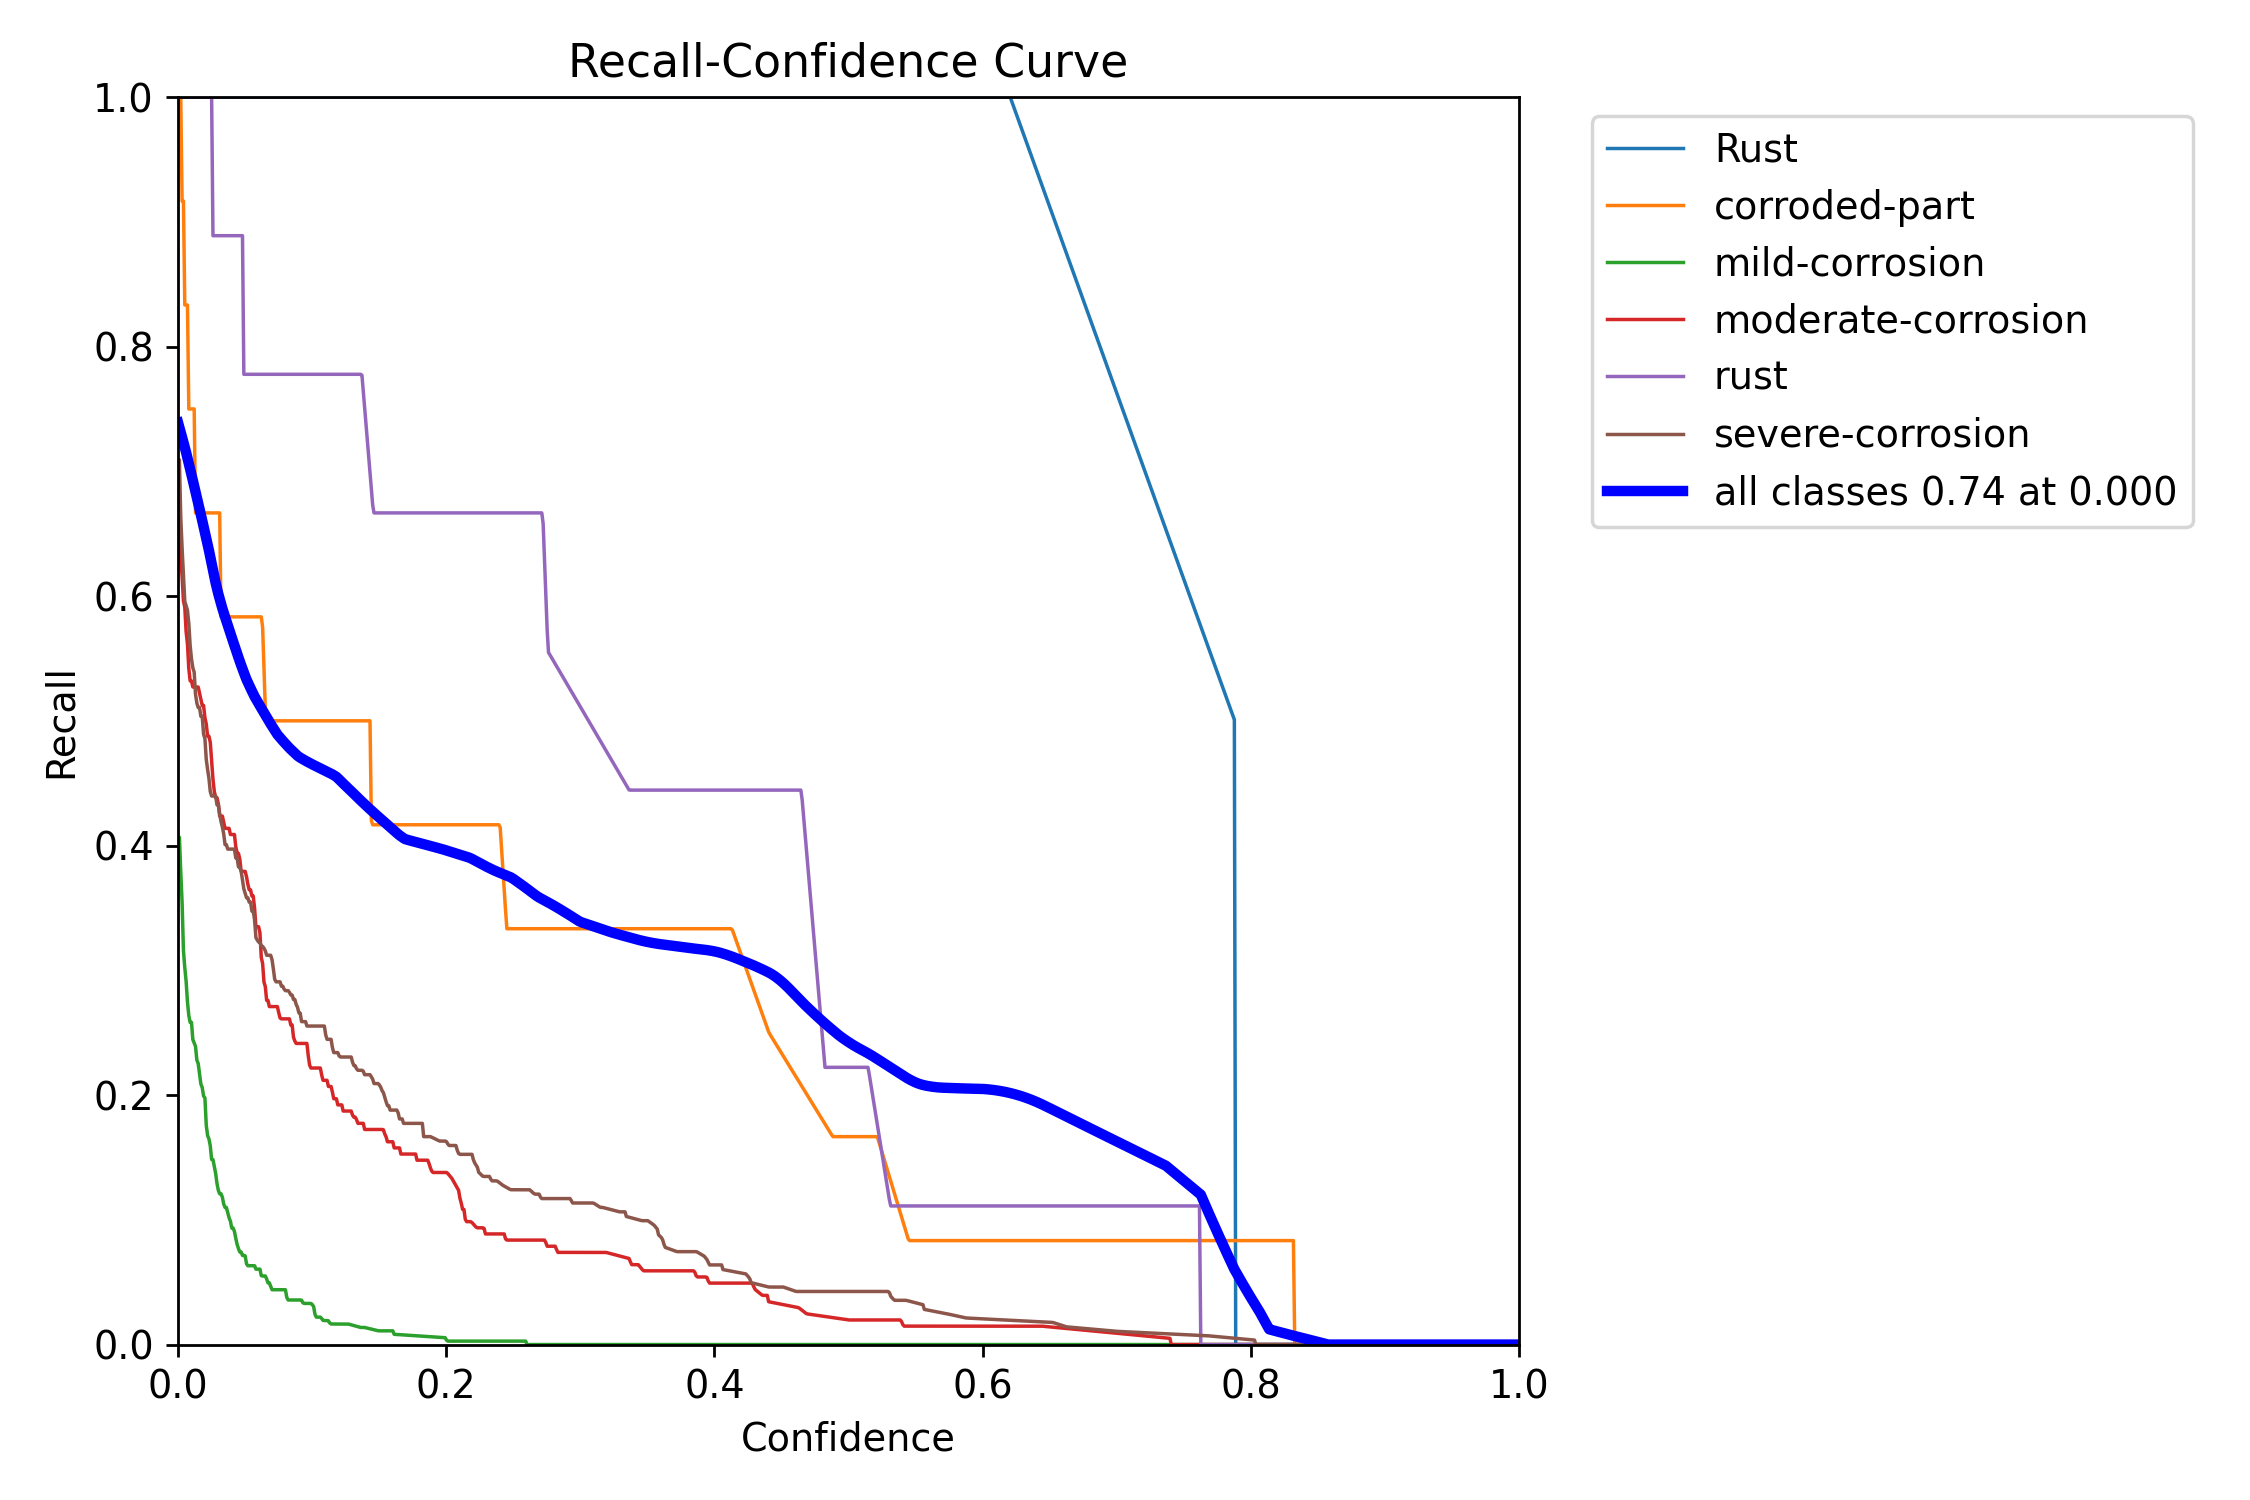 Recall-Confidence Curve
1.0
0.8
0.6
0.4
0.2
0.0
Recall
0.0 0.2 0.4 0.6 0.8 1.0
Confidence
Rust
corroded-part
mild-corrosion
moderate-corrosion
rust
severe-corrosion
all classes 0.74 at 0.000